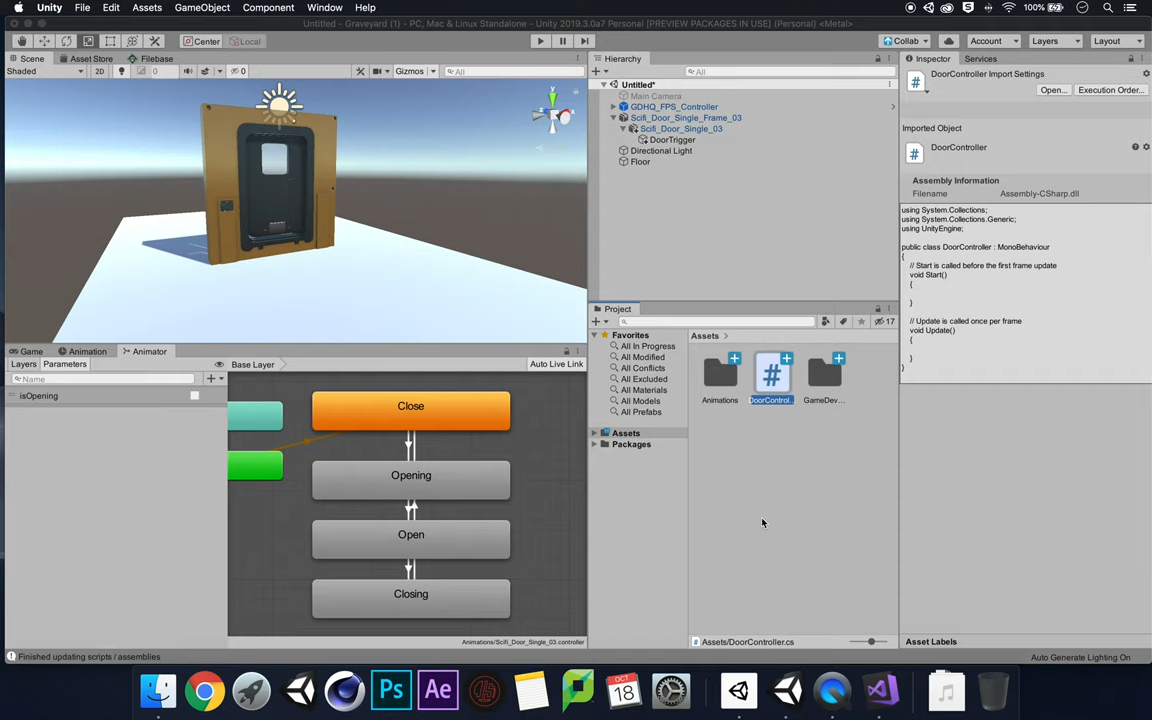 Unity File Edit Assets GameObject Component Window Help 100%
Untitled - Graveyard (1) - PC, Mac & Linux Standalone - Unity 2019.3.0a7 Personal [PREVIEW PACKAGES IN USE] (Personal) <Metal>
Center Local Collab Account Layers Layout
Scene Asset Store Filebase
Shaded 2D 0 Gizmos All
y
Hierarchy
All
Untitled*
Main Camera
GDHQ_FPS_Controller
Scifi_Door_Single_Frame_03
Scifi_Door_Single_03
DoorTrigger
Directional Light
Floor
Inspector Services
DoorController Import Settings
Open... Execution Order...
Imported Object
# DoorController
Assembly Information
Filename Assembly-CSharp.dll
using System.Collections;
using System.Collections.Generic;
using UnityEngine;
public class DoorController : MonoBehaviour
{
// Start is called before the first frame update
void Start()
{
}
// Update is called once per frame
void Update()
{
}
}
Game Animation Animator
Layers Parameters Base Layer Auto Live Link
Name
isOpening
Close
Opening
Open
Closing
Animations/Scifi_Door_Single_03.controller
Project
17
Favorites
All In Progress
All Modified
All Conflicts
All Excluded
All Materials
All Models
All Prefabs
Assets
Packages
Assets
#
Animations DoorControl... GameDev...
# Assets/DoorController.cs
Asset Labels
Finished updating scripts / assemblies
Auto Generate Lighting On
Ps Ae OCT 18